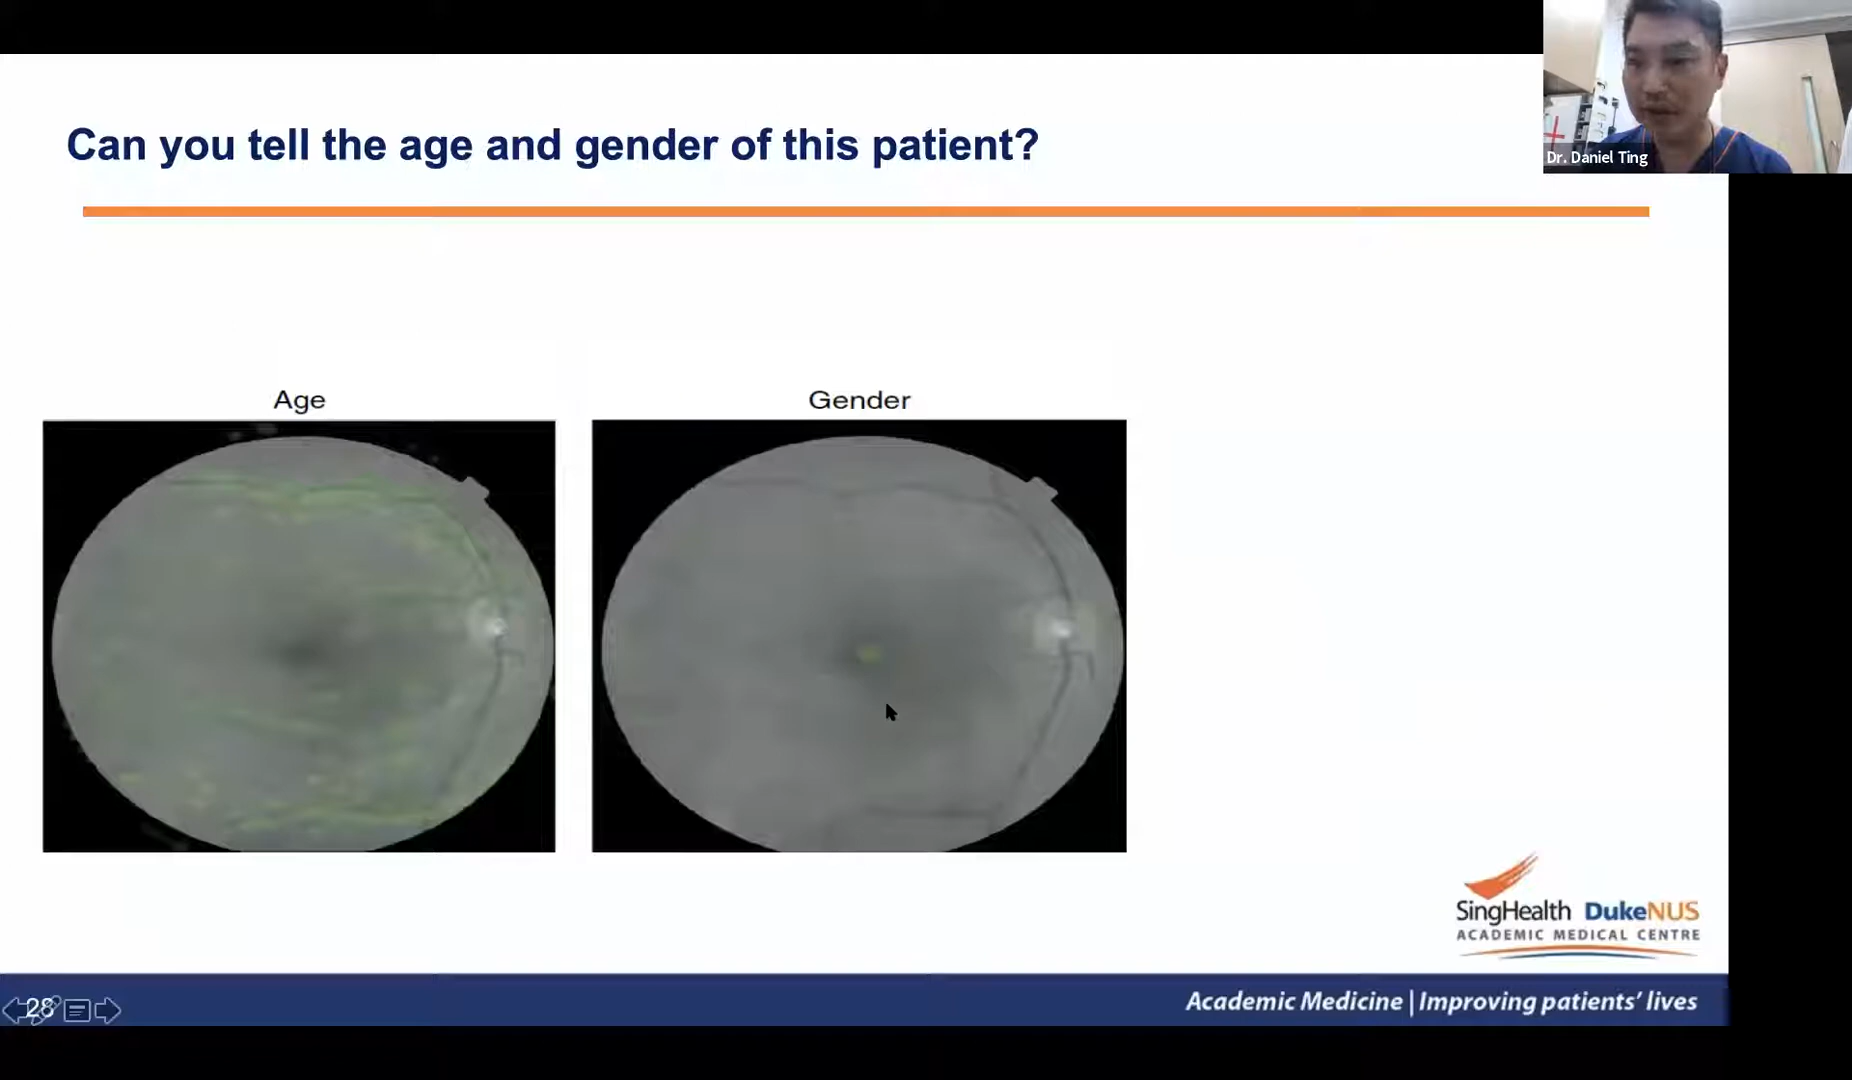 Dr. Daniel Ting
Can you tell the age and gender of this patient?
Age
Gender
SingHealth DukeNUS
ACADEMIC MEDICAL CENTRE
28
Academic Medicine | Improving patients' lives